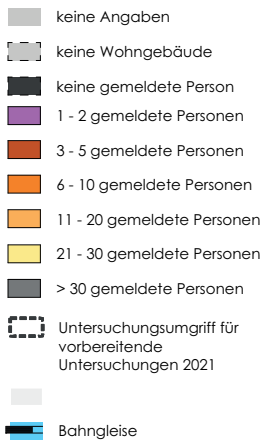 keine Angaben
keine Wohngebäude
keine gemeldete Person
1 - 2 gemeldete Personen
3 - 5 gemeldete Personen
6 - 10 gemeldete Personen
11 - 20 gemeldete Personen
21 - 30 gemeldete Personen
> 30 gemeldete Personen
Untersuchungsumgriff für
vorbereitende
Untersuchungen 2021
Bahngleise